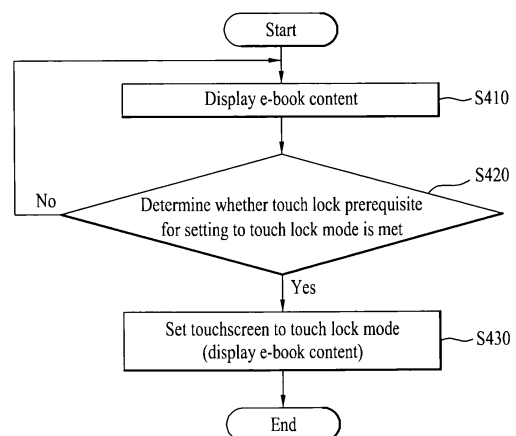 Start
Display e-book content
S410
S420
No
Determine whether touch lock prerequisite
for setting to touch lock mode is met
Yes
Set touchscreen to touch lock mode
(display e-book content)
S430
End